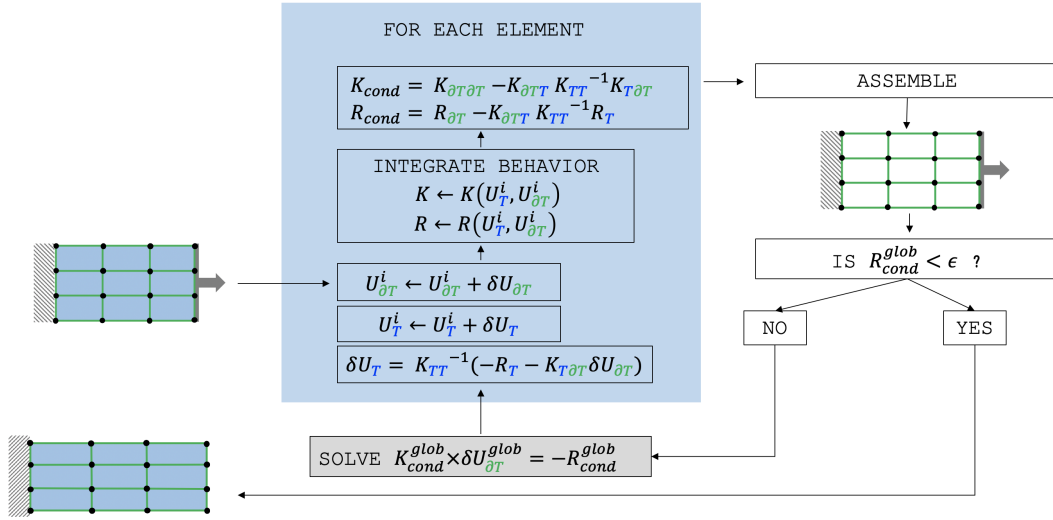 FOR EACH ELEMENT
K_cond = K_∂T∂T − K_∂TT K_TT^−1 K_T∂T
R_cond = R_∂T − K_∂TT K_TT^−1 R_T
INTEGRATE BEHAVIOR
K ← K(U_T^i, U_∂T^i)
R ← R(U_T^i, U_∂T^i)
U_∂T^i ← U_∂T^i + δU_∂T
U_T^i ← U_T^i + δU_T
δU_T = K_TT^−1(−R_T − K_T∂T δU_∂T)
SOLVE K_cond^glob × δU_∂T^glob = −R_cond^glob
ASSEMBLE
IS R_cond^glob < ϵ ?
NO
YES